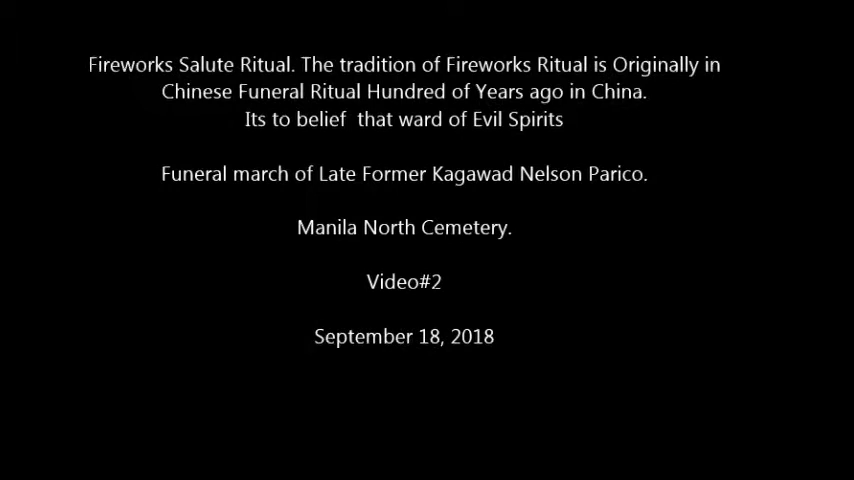 Fireworks Salute Ritual. The tradition of Fireworks Ritual is Originally in
Chinese Funeral Ritual Hundred of Years ago in China.
Its to belief that ward of Evil Spirits
Funeral march of Late Former Kagawad Nelson Parico.
Manila North Cemetery.
Video#2
September 18, 2018